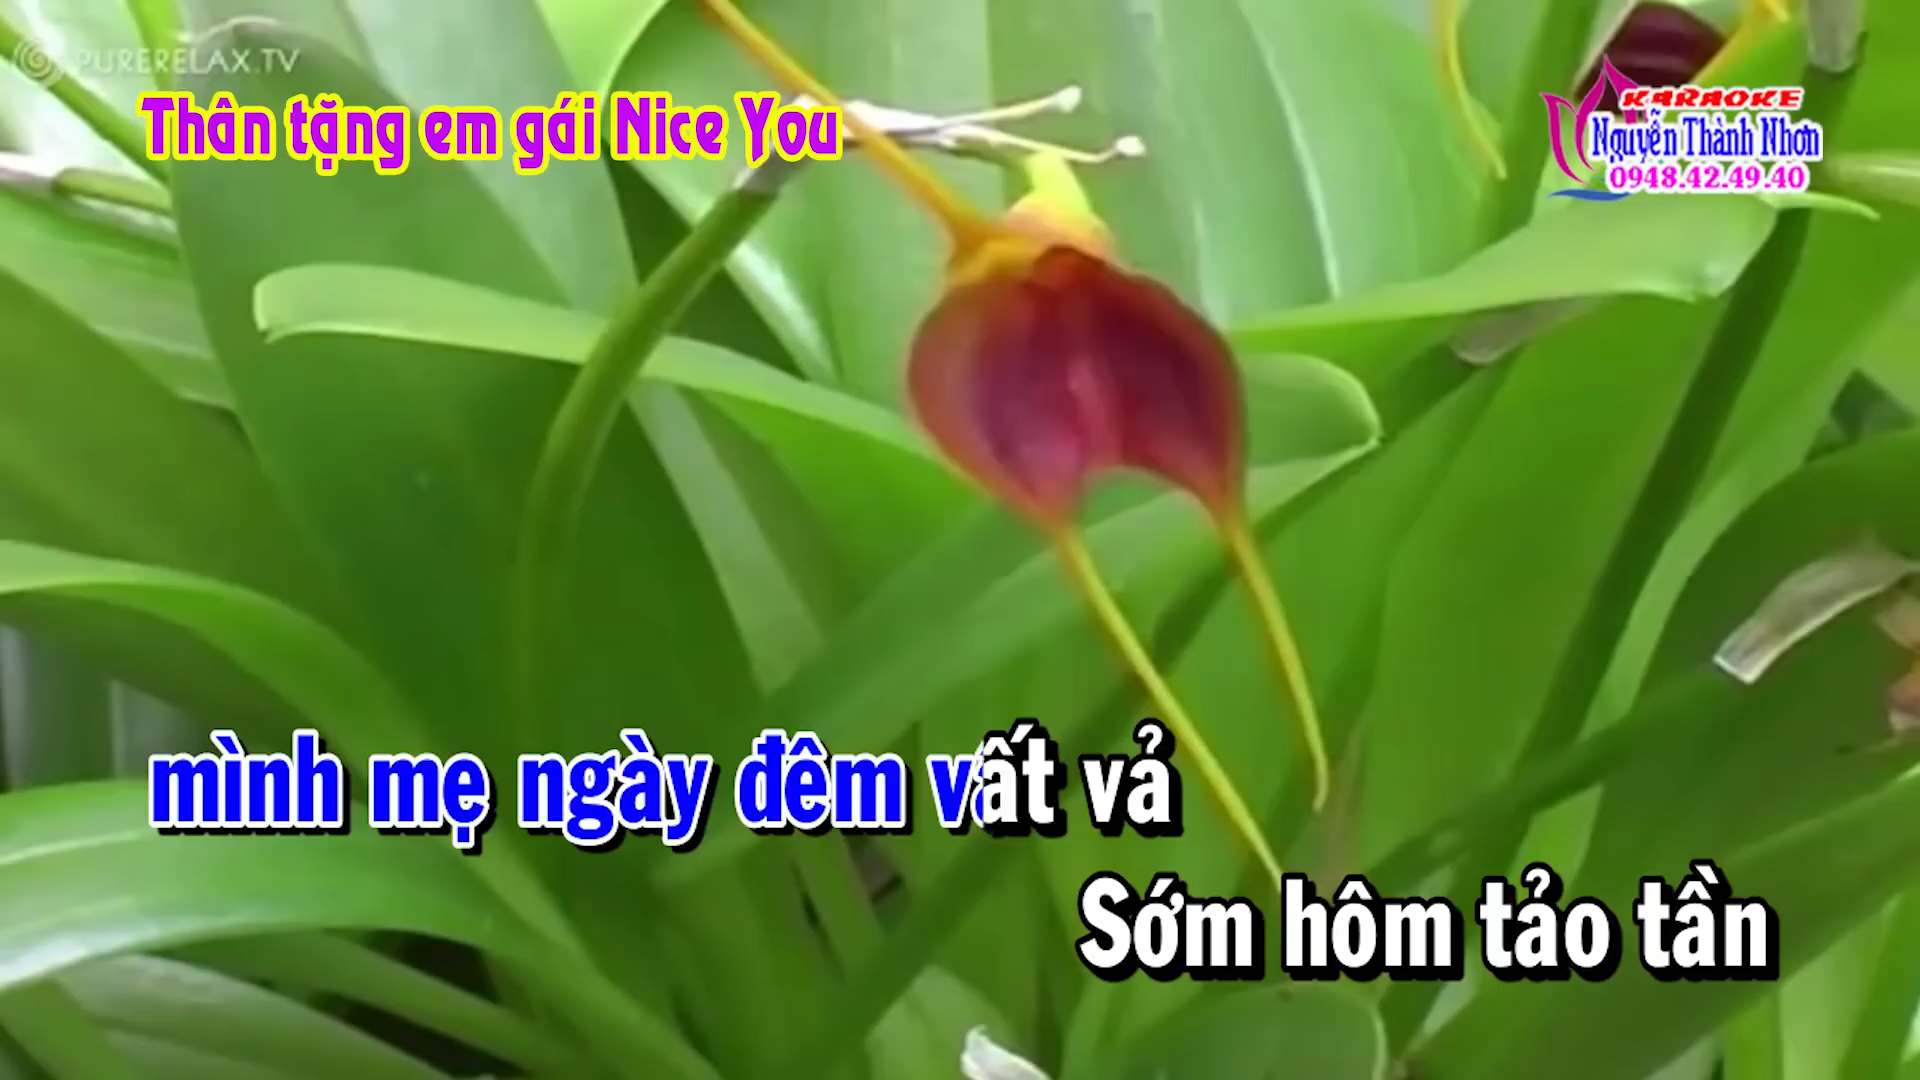 PURERELAX.TV
Thân tặng em gái Nice You
KARAOKE
Nguyễn Thành Nhơn
0948.42.49.40
mình mẹ ngày đêm vất vả
Sớm hôm tảo tần